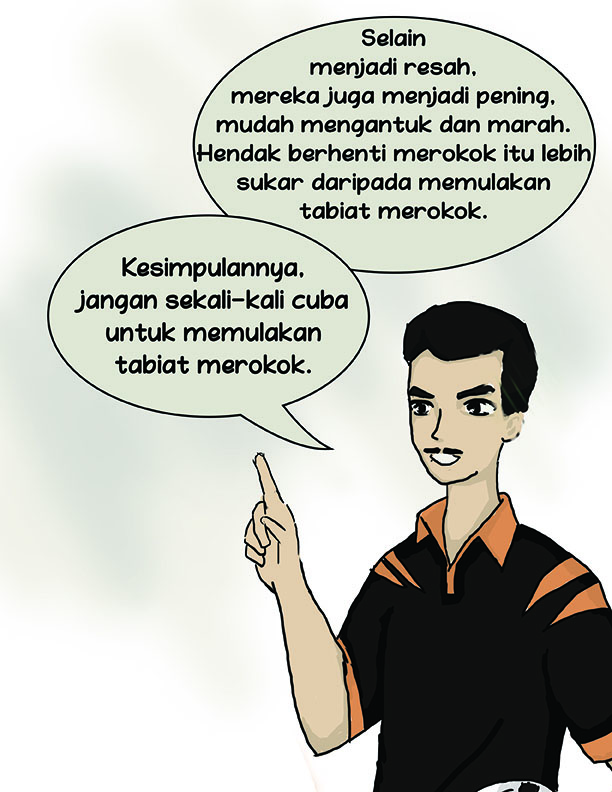 Selain
menjadi resah,
mereka juga menjadi pening,
mudah mengantuk dan marah.
Hendak berhenti merokok itu lebih
sukar daripada memulakan
tabiat merokok.
Kesimpulannya,
jangan sekali-kali cuba
untuk memulakan
tabiat merokok.